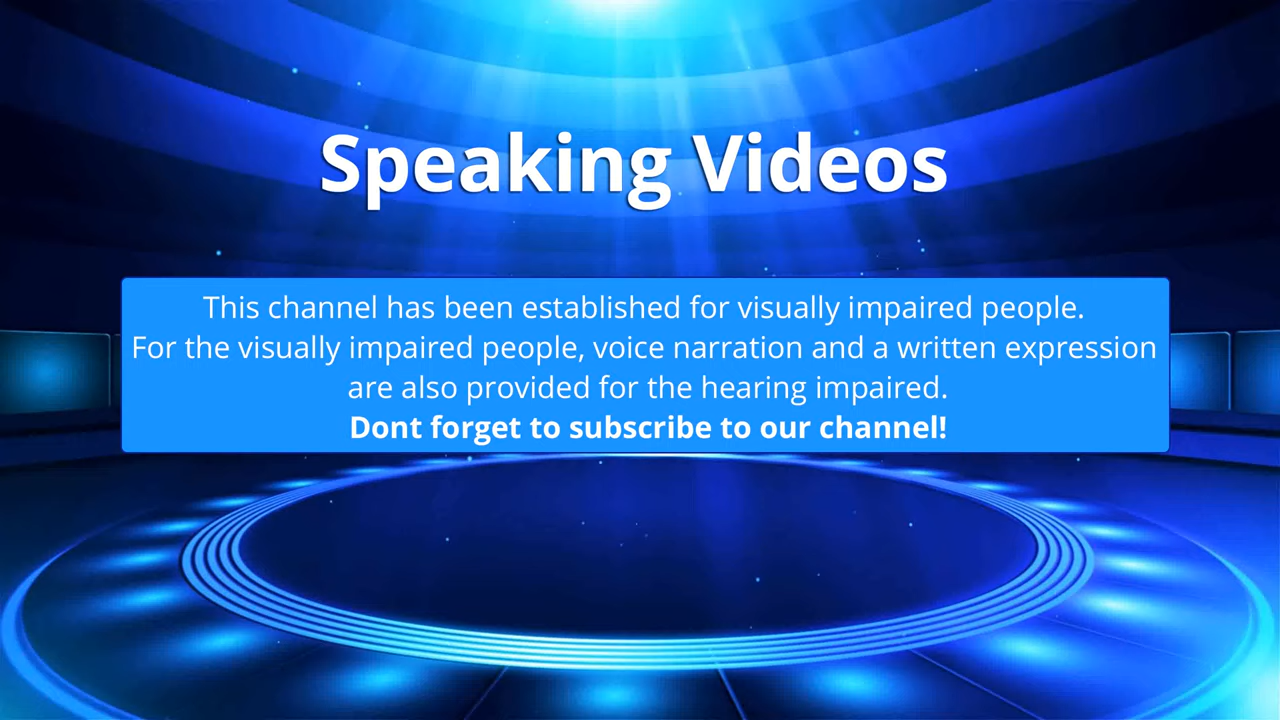 Speaking Videos
This channel has been established for visually impaired people.
For the visually impaired people, voice narration and a written expression
are also provided for the hearing impaired.
Dont forget to subscribe to our channel!